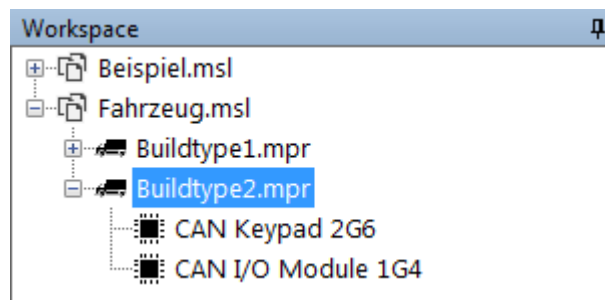 Workspace
Beispiel.msl
Fahrzeug.msl
Buildtype1.mpr
Buildtype2.mpr
CAN Keypad 2G6
CAN I/O Module 1G4